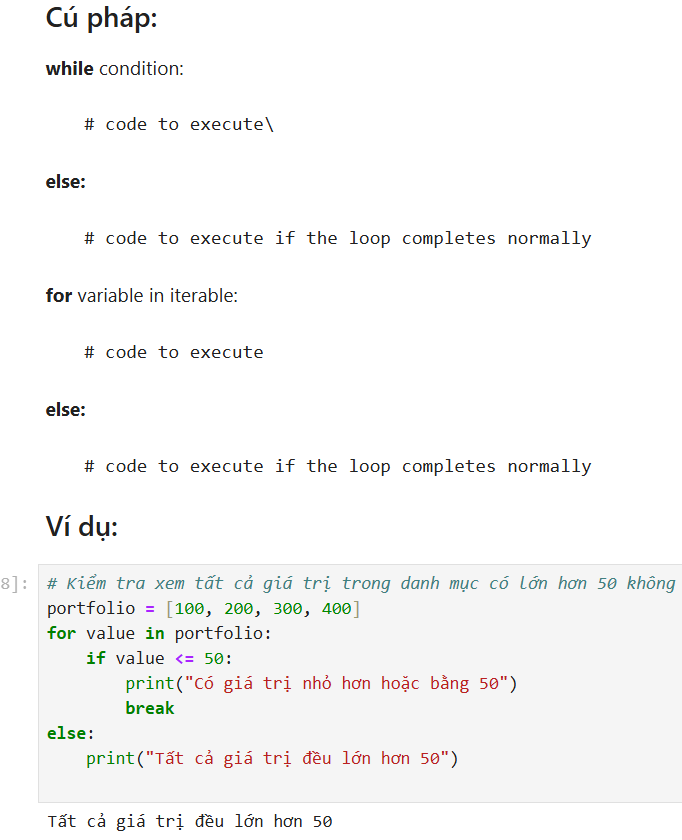 Cú pháp:
while condition:
# code to execute\
else:
# code to execute if the loop completes normally
for variable in iterable:
# code to execute
else:
# code to execute if the loop completes normally
Ví dụ:
8]: # Kiểm tra xem tất cả giá trị trong danh mục có lớn hơn 50 không
portfolio = [100, 200, 300, 400]
for value in portfolio:
    if value <= 50:
        print("Có giá trị nhỏ hơn hoặc bằng 50")
        break
else:
    print("Tất cả giá trị đều lớn hơn 50")
Tất cả giá trị đều lớn hơn 50